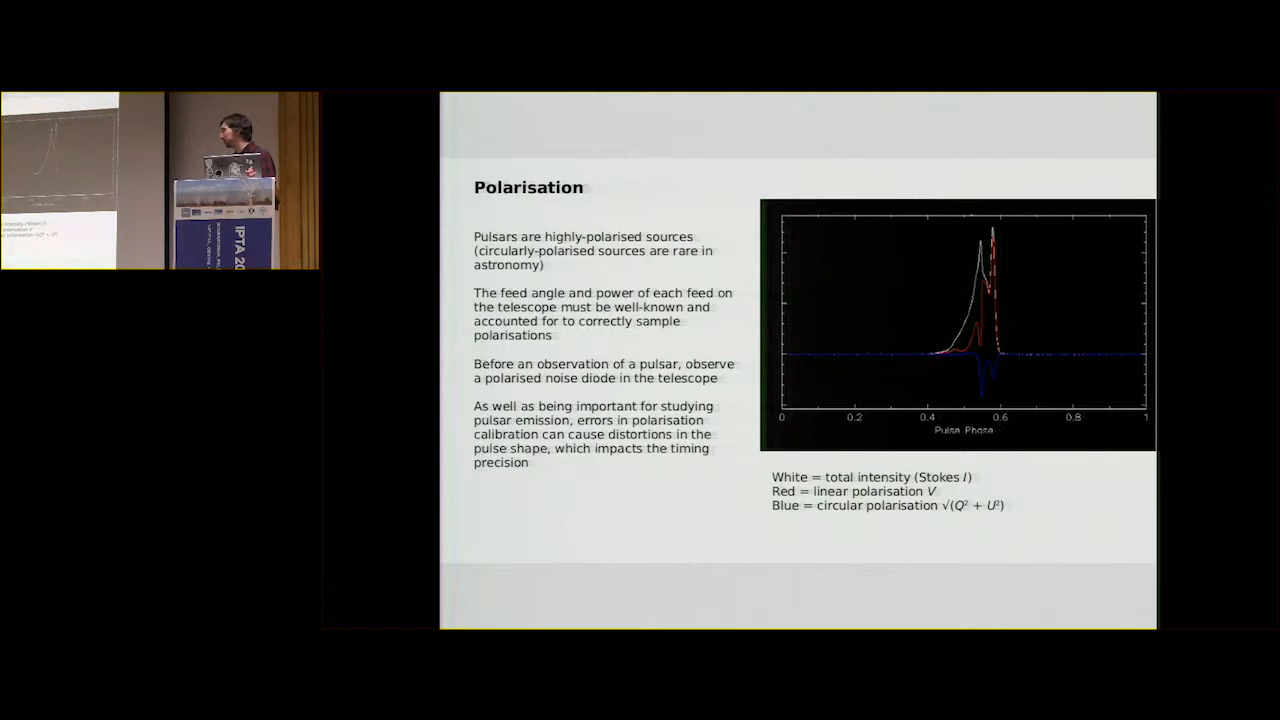 Polarisation
Pulsars are highly-polarised sources
(circularly-polarised sources are rare in
astronomy)
The feed angle and power of each feed on
the telescope must be well-known and
accounted for to correctly sample
polarisations
Before an observation of a pulsar, observe
a polarised noise diode in the telescope
As well as being important for studying
pulsar emission, errors in polarisation
calibration can cause distortions in the
pulse shape, which impacts the timing
precision
0 0.2 0.4 0.6 0.8 1
Pulse Phase
White = total intensity (Stokes I)
Red = linear polarisation V
Blue = circular polarisation √(Q² + U²)
IPTA 20